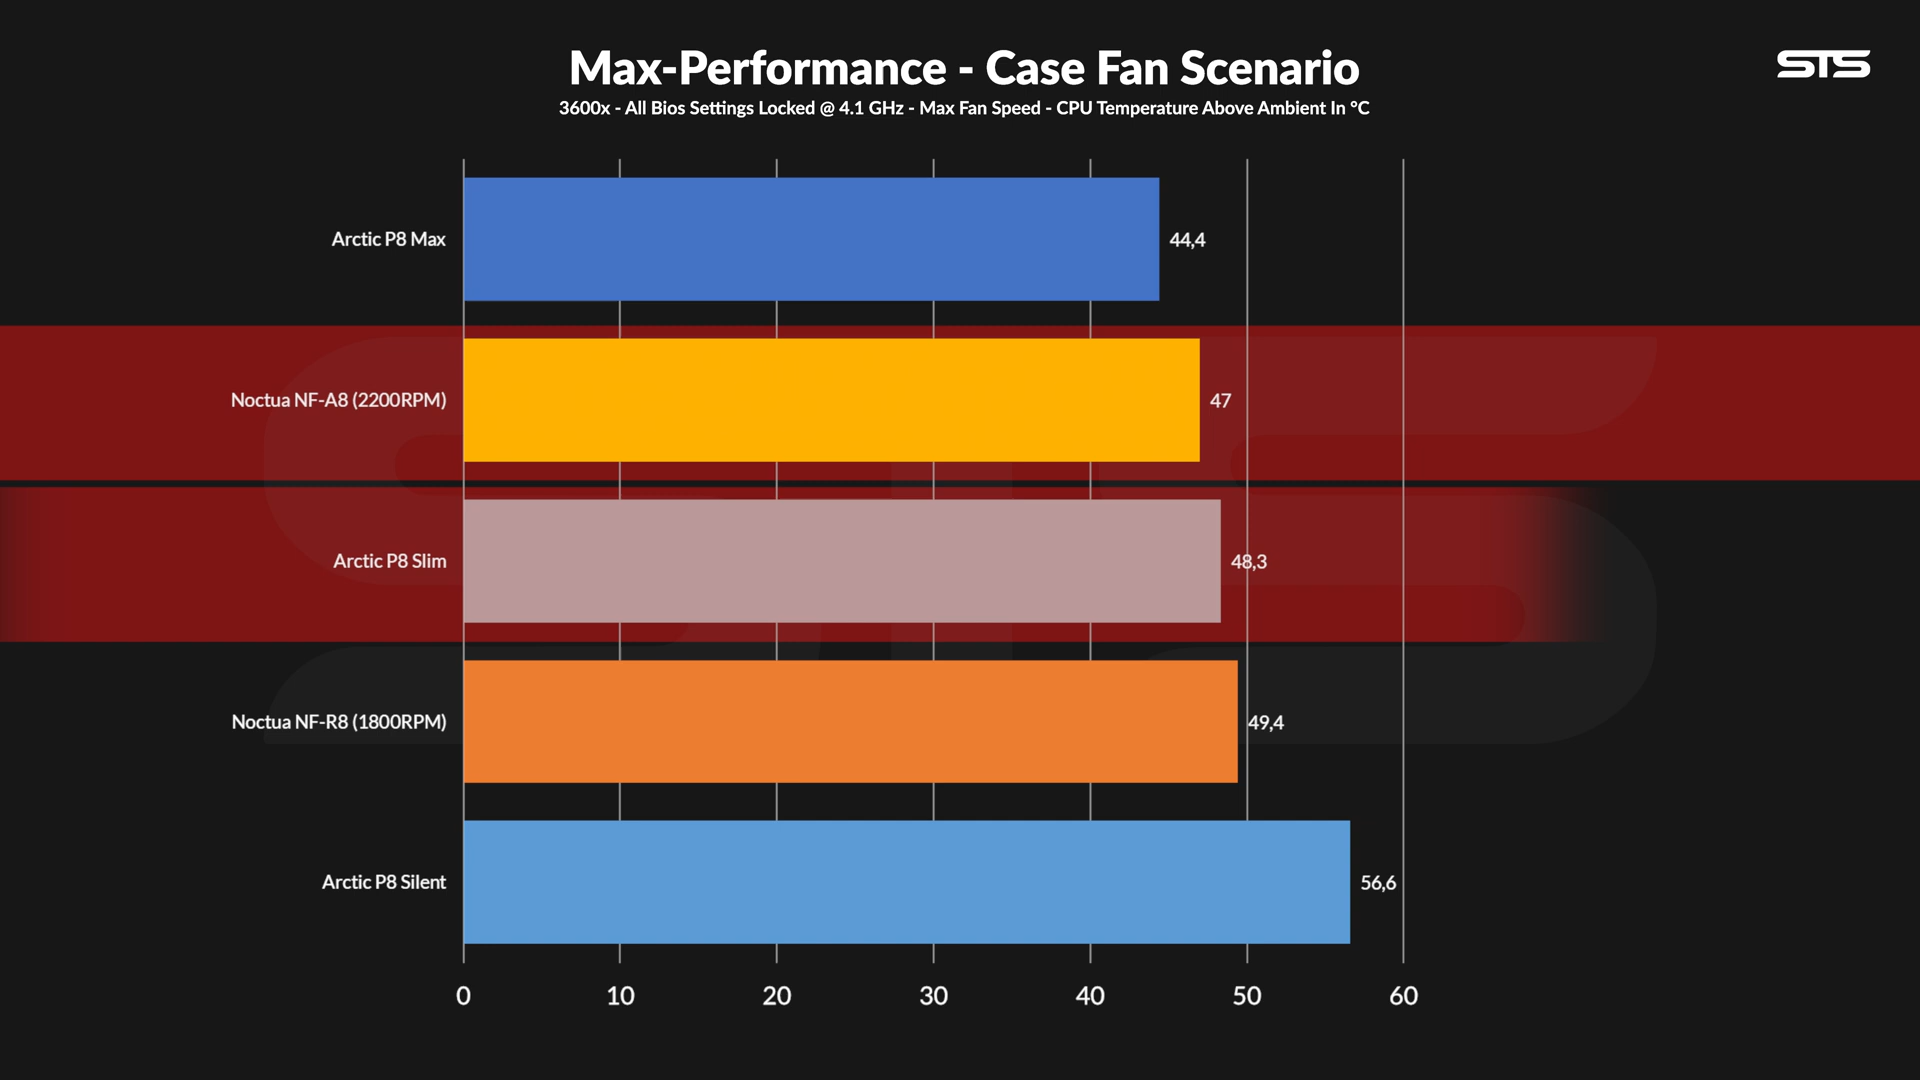 Max-Performance - Case Fan Scenario
STS
3600x - All Bios Settings Locked @ 4.1 GHz - Max Fan Speed - CPU Temperature Above Ambient In °C
Arctic P8 Max 44,4
Noctua NF-A8 (2200RPM) 47
Arctic P8 Slim 48,3
Noctua NF-R8 (1800RPM) 49,4
Arctic P8 Silent 56,6
0 10 20 30 40 50 60